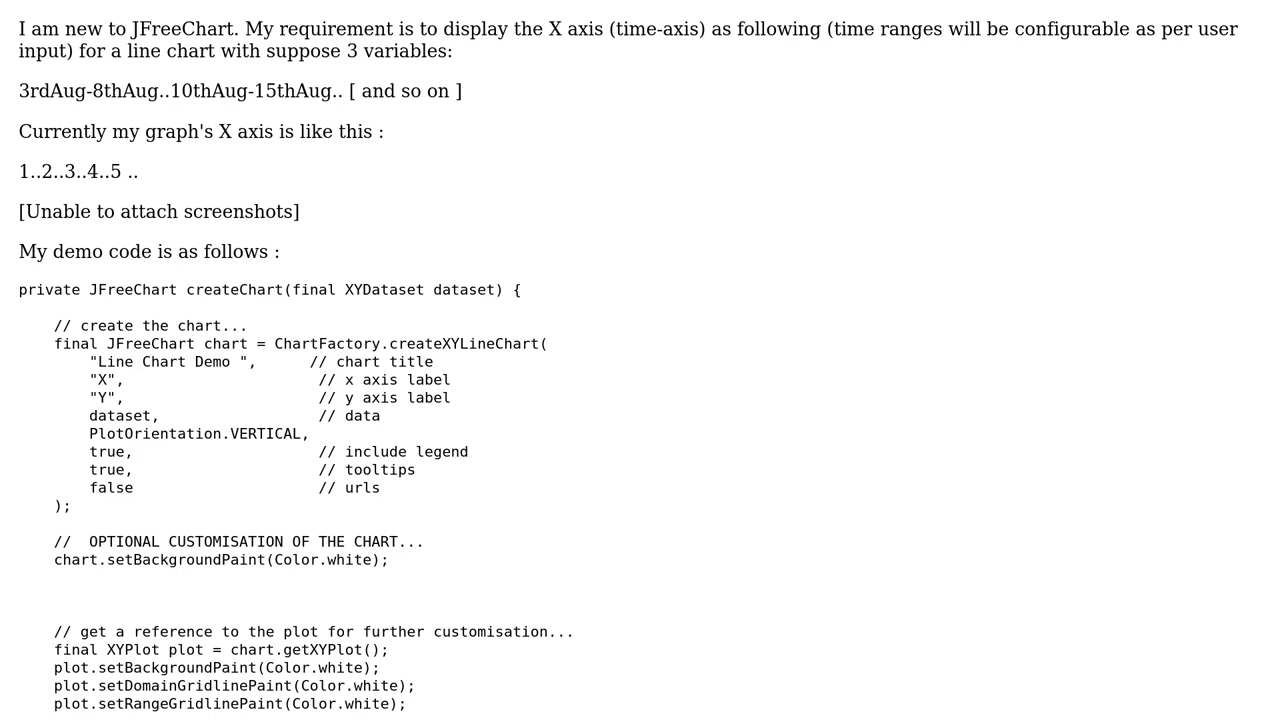 I am new to JFreeChart. My requirement is to display the X axis (time-axis) as following (time ranges will be configurable as per user
input) for a line chart with suppose 3 variables:
3rdAug-8thAug..10thAug-15thAug.. [ and so on ]
Currently my graph's X axis is like this :
1..2..3..4..5 ..
[Unable to attach screenshots]
My demo code is as follows :
private JFreeChart createChart(final XYDataset dataset) {
    // create the chart...
    final JFreeChart chart = ChartFactory.createXYLineChart(
        "Line Chart Demo ",      // chart title
        "X",                      // x axis label
        "Y",                      // y axis label
        dataset,                  // data
        PlotOrientation.VERTICAL,
        true,                     // include legend
        true,                     // tooltips
        false                     // urls
    );
    //  OPTIONAL CUSTOMISATION OF THE CHART...
    chart.setBackgroundPaint(Color.white);
    // get a reference to the plot for further customisation...
    final XYPlot plot = chart.getXYPlot();
    plot.setBackgroundPaint(Color.white);
    plot.setDomainGridlinePaint(Color.white);
    plot.setRangeGridlinePaint(Color.white);